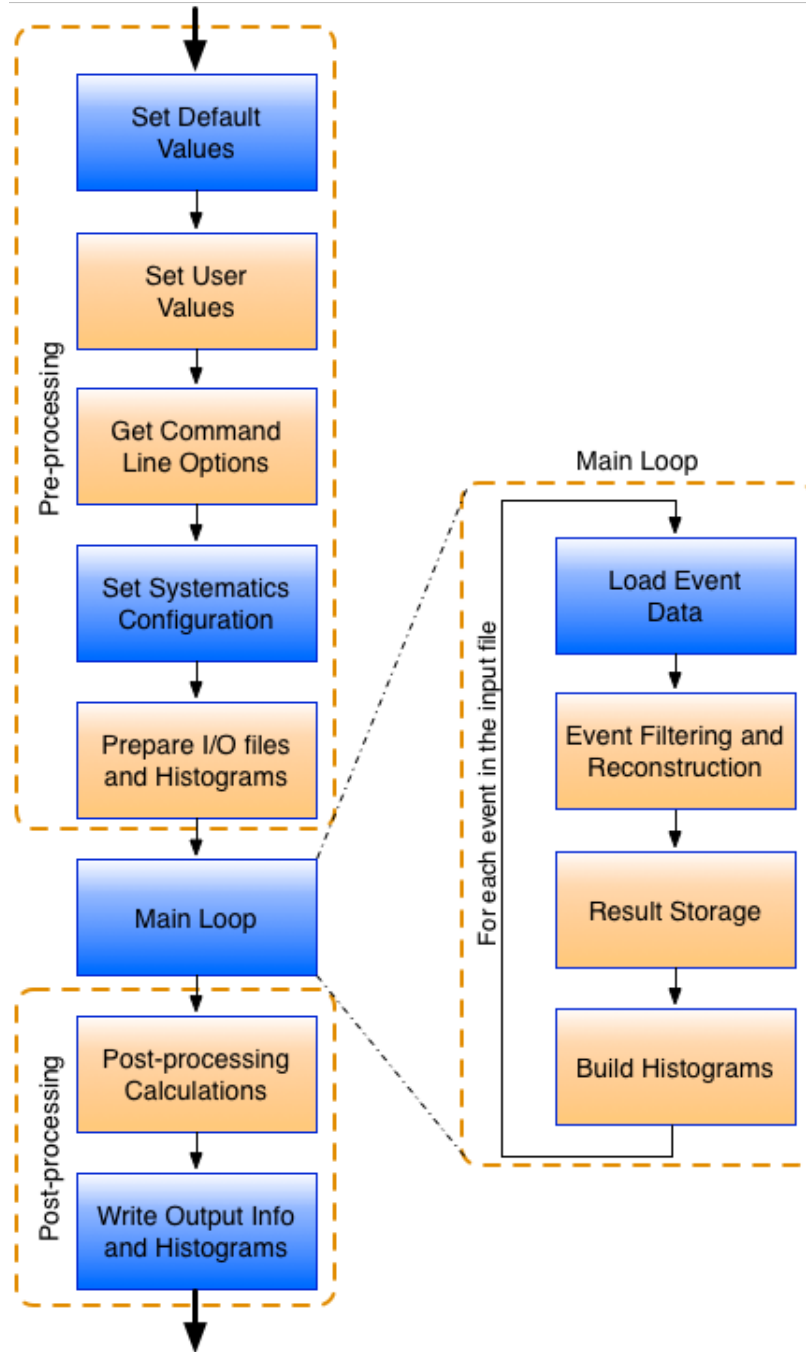 Set Default
Values
Set User
Values
Pre-processing
Get Command
Line Options
Set Systematics
Configuration
Prepare I/O files
and Histograms
Main Loop
Post-processing
Post-processing
Calculations
Write Output Info
and Histograms
Main Loop
For each event in the input file
Load Event
Data
Event Filtering and
Reconstruction
Result Storage
Build Histograms